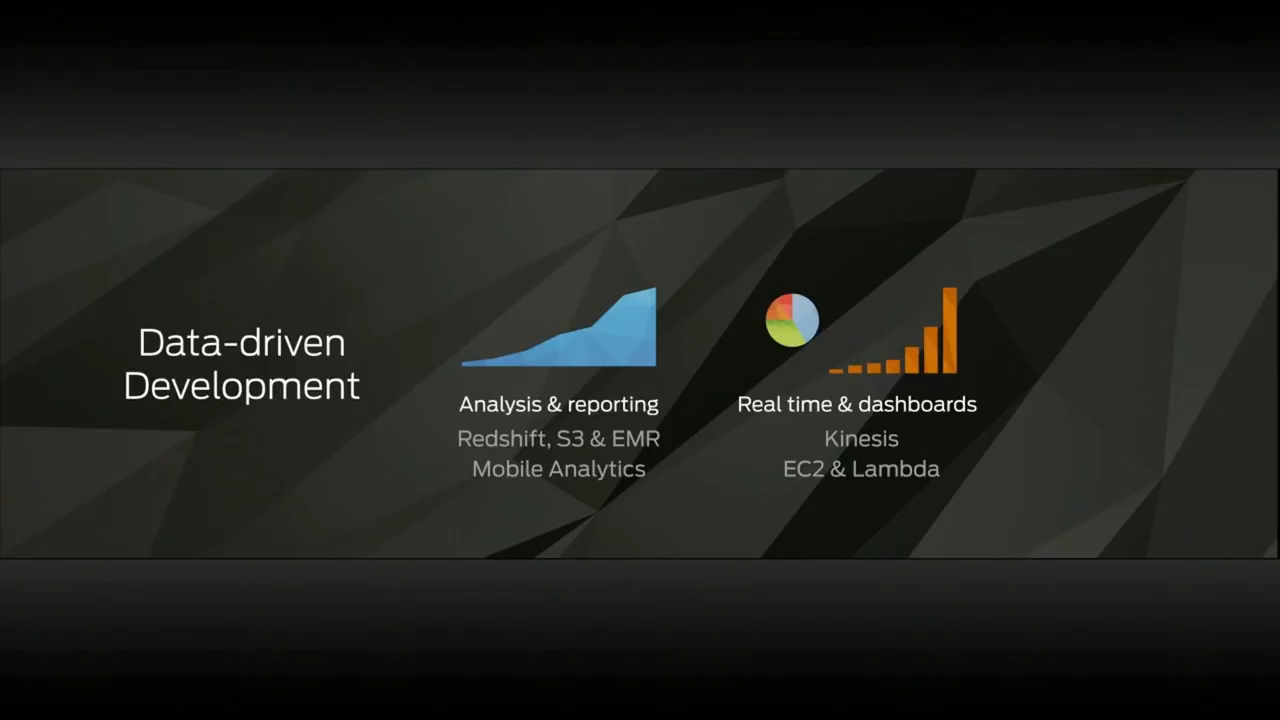 Data-driven
Development
Analysis & reporting
Redshift, S3 & EMR
Mobile Analytics
Real time & dashboards
Kinesis
EC2 & Lambda